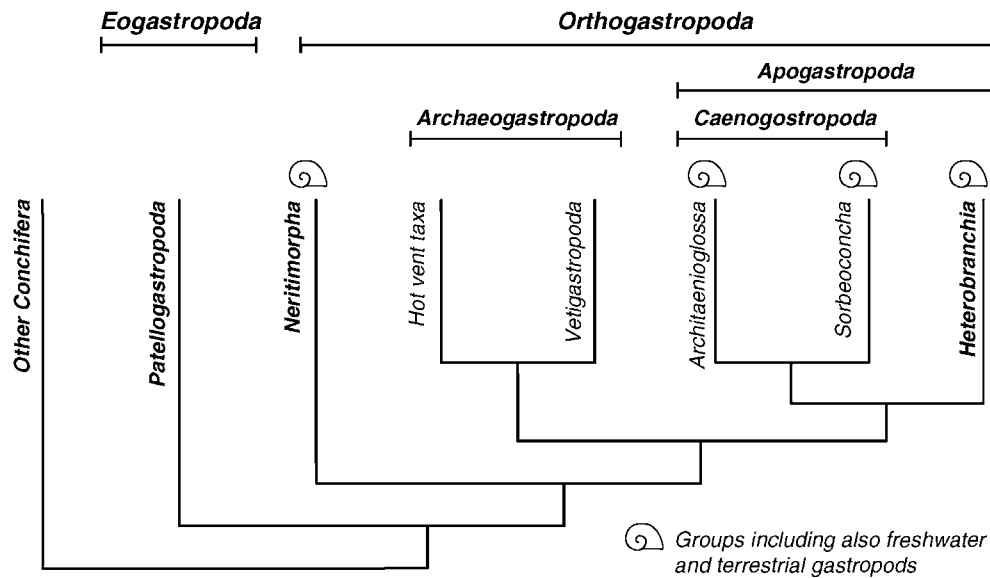 Eogastropoda
Orthogastropoda
Apogastropoda
Archaeogastropoda
Caenogostropoda
Other Conchifera
Patellogastropoda
Neritimorpha
Hot vent taxa
Vetigastropoda
Architaenioglossa
Sorbeoconcha
Heterobranchia
Groups including also freshwater
and terrestrial gastropods